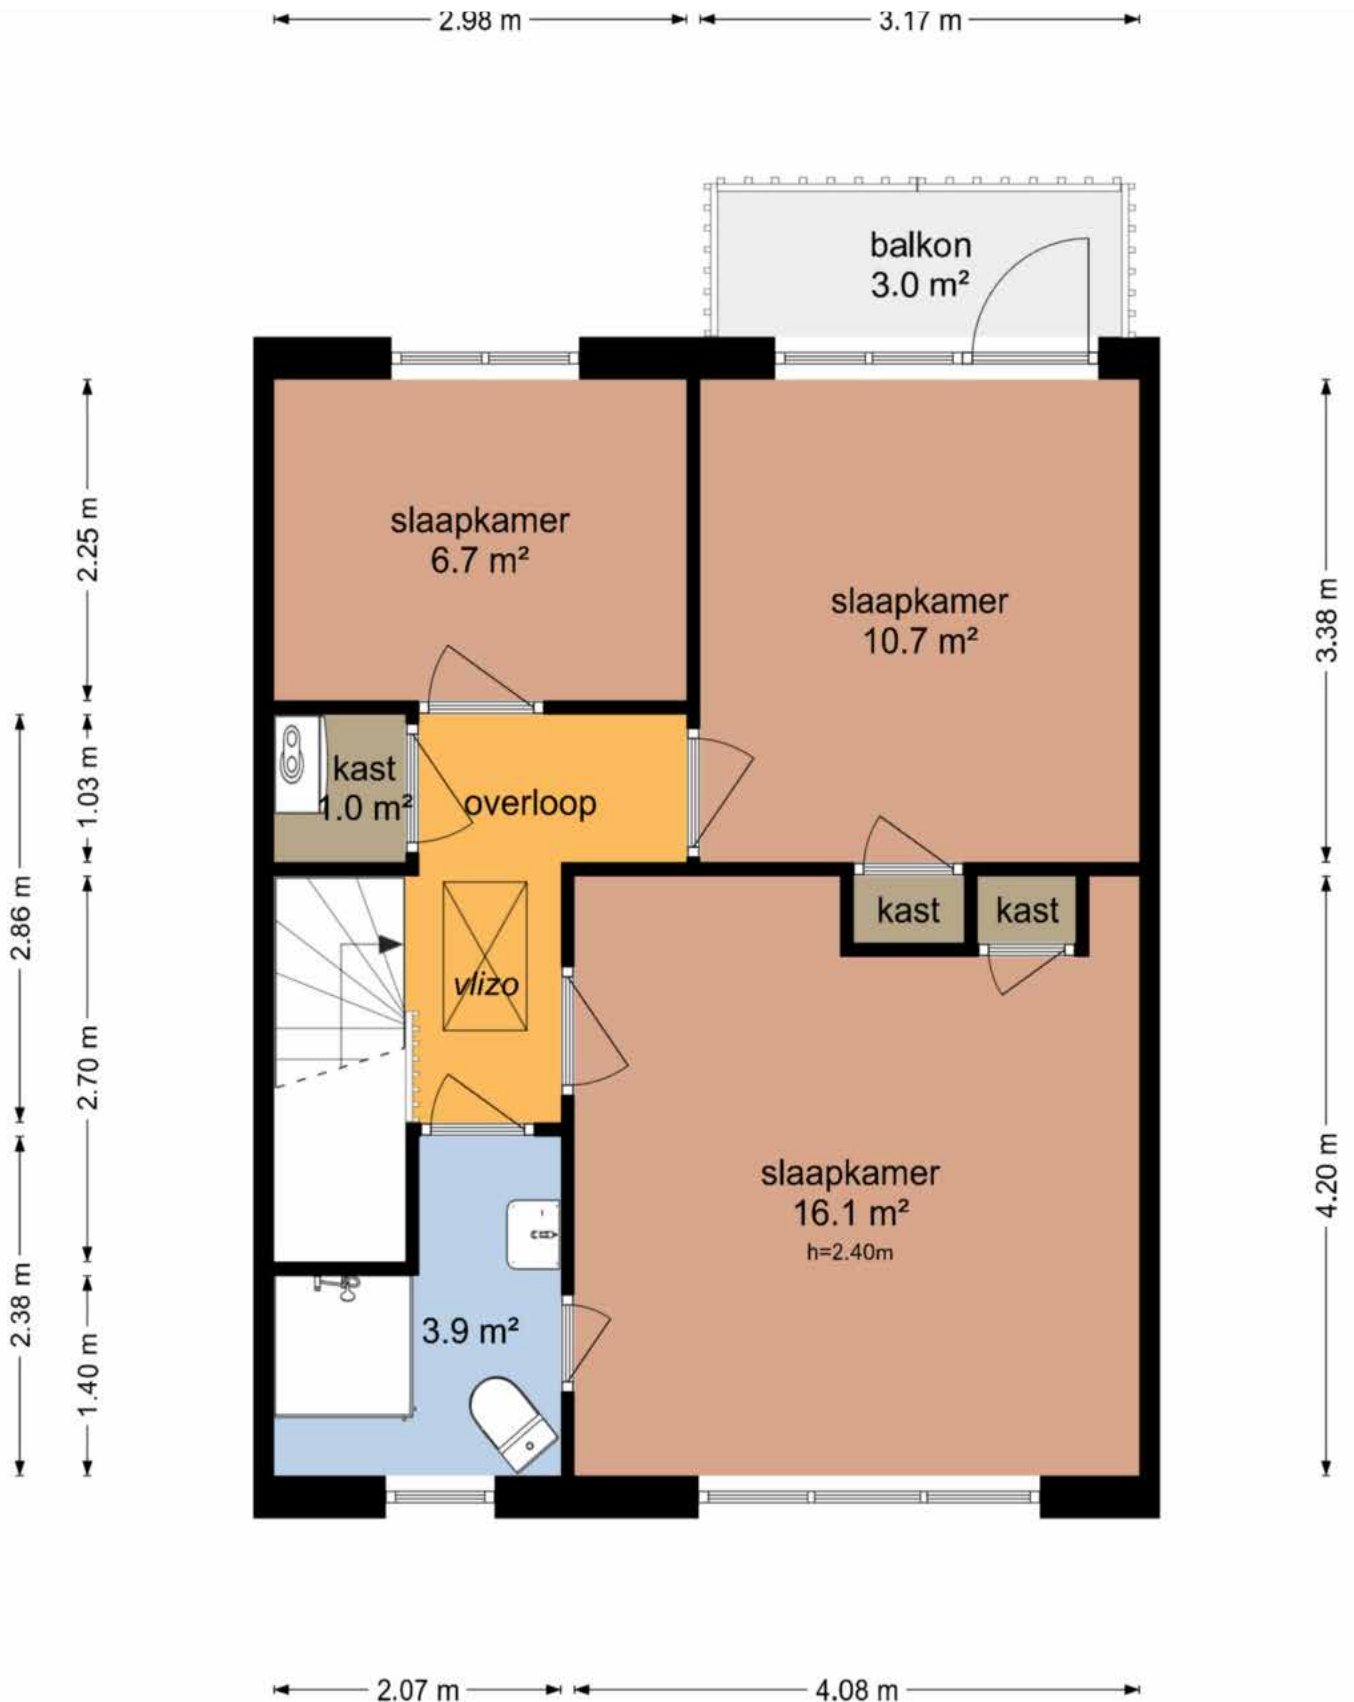 2.98 m
3.17 m
balkon
3.0 m²
slaapkamer
6.7 m²
slaapkamer
10.7 m²
2.25 m
3.38 m
kast
1.0 m²
overloop
1.03 m
2.86 m
kast
kast
vlizo
2.70 m
slaapkamer
16.1 m²
h=2.40m
4.20 m
3.9 m²
2.38 m
1.40 m
2.07 m
4.08 m